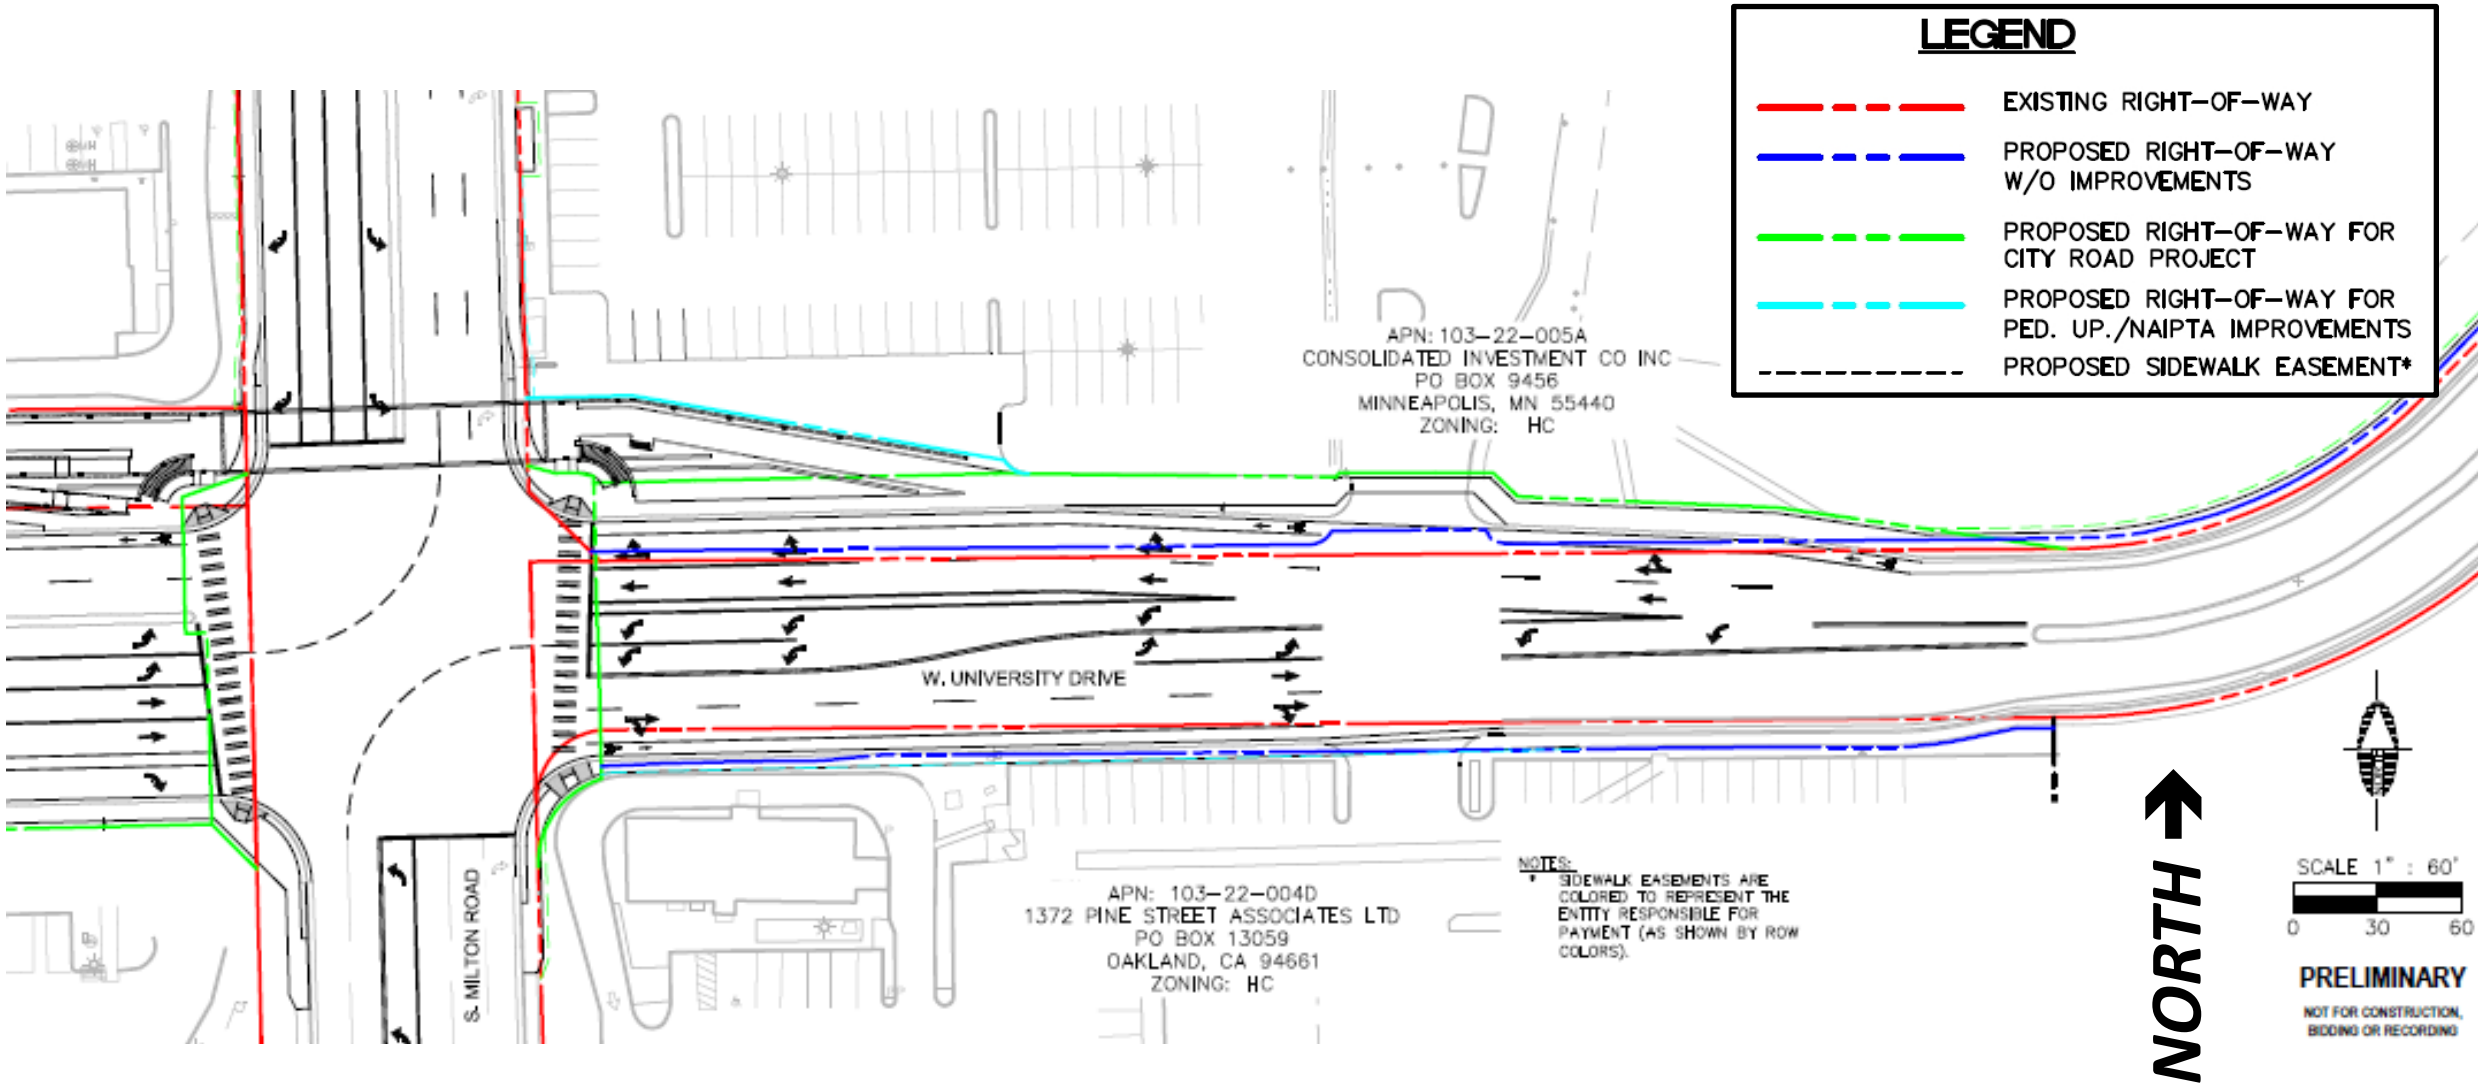 LEGEND
EXISTING RIGHT-OF-WAY
PROPOSED RIGHT-OF-WAY
W/O IMPROVEMENTS
PROPOSED RIGHT-OF-WAY FOR
CITY ROAD PROJECT
PROPOSED RIGHT-OF-WAY FOR
PED. UP./NAIPTA IMPROVEMENTS
PROPOSED SIDEWALK EASEMENT*
APN: 103-22-005A
CONSOLIDATED INVESTMENT CO INC
PO BOX 9456
MINNEAPOLIS, MN 55440
ZONING: HC
W. UNIVERSITY DRIVE
S. MILTON ROAD
APN: 103-22-004D
1372 PINE STREET ASSOCIATES LTD
PO BOX 13059
OAKLAND, CA 94661
ZONING: HC
NOTES:
* SIDEWALK EASEMENTS ARE
COLORED TO REPRESENT THE
ENTITY RESPONSIBLE FOR
PAYMENT (AS SHOWN BY ROW
COLORS).
NORTH
SCALE 1" : 60'
0 30 60
PRELIMINARY
NOT FOR CONSTRUCTION,
BIDDING OR RECORDING